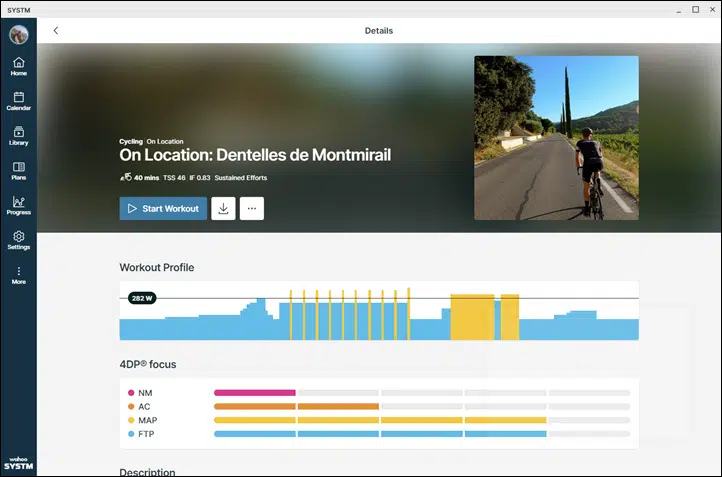 SYSTM
Details
Home
Calendar
Library
Plans
Progress
Settings
More
Cycling On Location
On Location: Dentelles de Montmirail
40 mins TSS 46 IF 0.83 Sustained Efforts
Start Workout
Workout Profile
282 W
4DP® focus
NM
AC
MAP
FTP
Description
wahoo
SYSTM